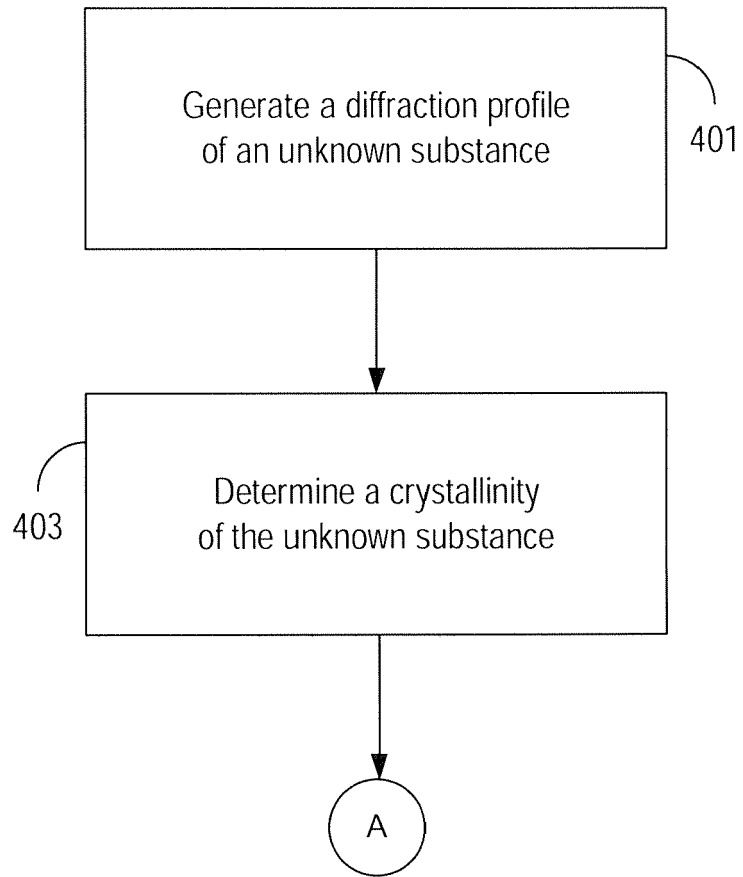 Generate a diffraction profile
of an unknown substance
401
Determine a crystallinity
of the unknown substance
403
A